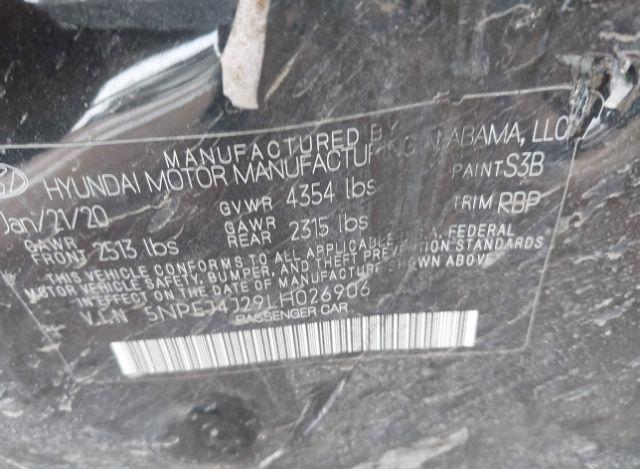 MANUFACTURED BY
HYUNDAI MOTOR MANUFACTURING ALABAMA, LLC
Jan/21/20 GVWR 4354 lbs PAINT S3B
GAWR FRONT 2513 lbs GAWR REAR 2315 lbs TRIM RBP
THIS VEHICLE CONFORMS TO ALL APPLICABLE U.S.A. FEDERAL
MOTOR VEHICLE SAFETY, BUMPER, AND THEFT PREVENTION STANDARDS
IN EFFECT ON THE DATE OF MANUFACTURE SHOWN ABOVE.
V.I.N 5NPEJ4J29LH026906
PASSENGER CAR